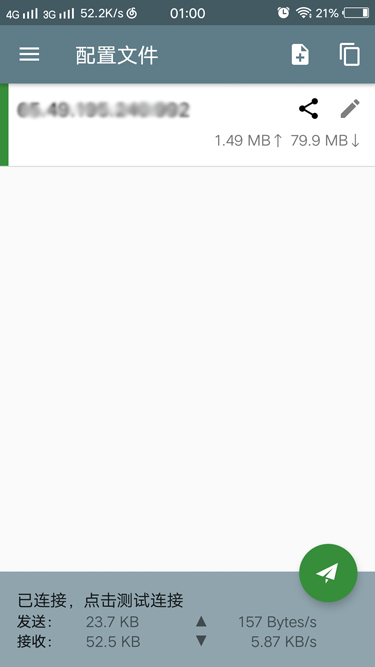 4G 3G 52.2K/s 01:00 21%
配置文件
1.49 MB↑ 79.9 MB↓
已连接，点击测试连接
发送： 23.7 KB ▲ 157 Bytes/s
接收： 52.5 KB ▼ 5.87 KB/s